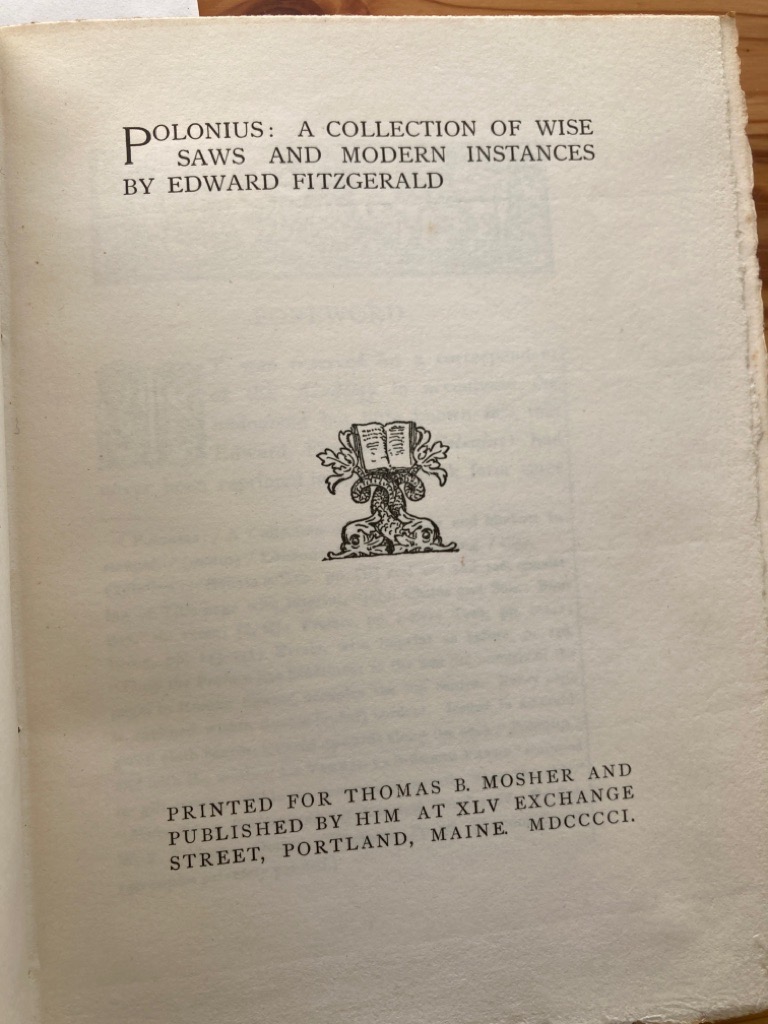 POLONIUS: A COLLECTION OF WISE
SAWS AND MODERN INSTANCES
BY EDWARD FITZGERALD
PRINTED FOR THOMAS B. MOSHER AND
PUBLISHED BY HIM AT XLV EXCHANGE
STREET, PORTLAND, MAINE. MDCCCCI.